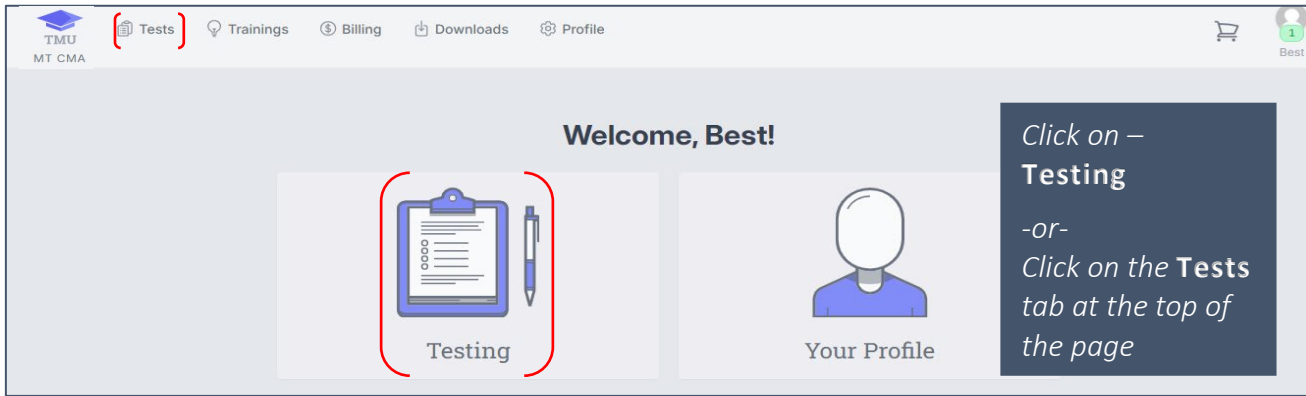 TMU
MT CMA
Tests
Trainings
Billing
Downloads
Profile
1
Best
Welcome, Best!
Testing
Your Profile
Click on –
Testing
-or-
Click on the Tests
tab at the top of
the page